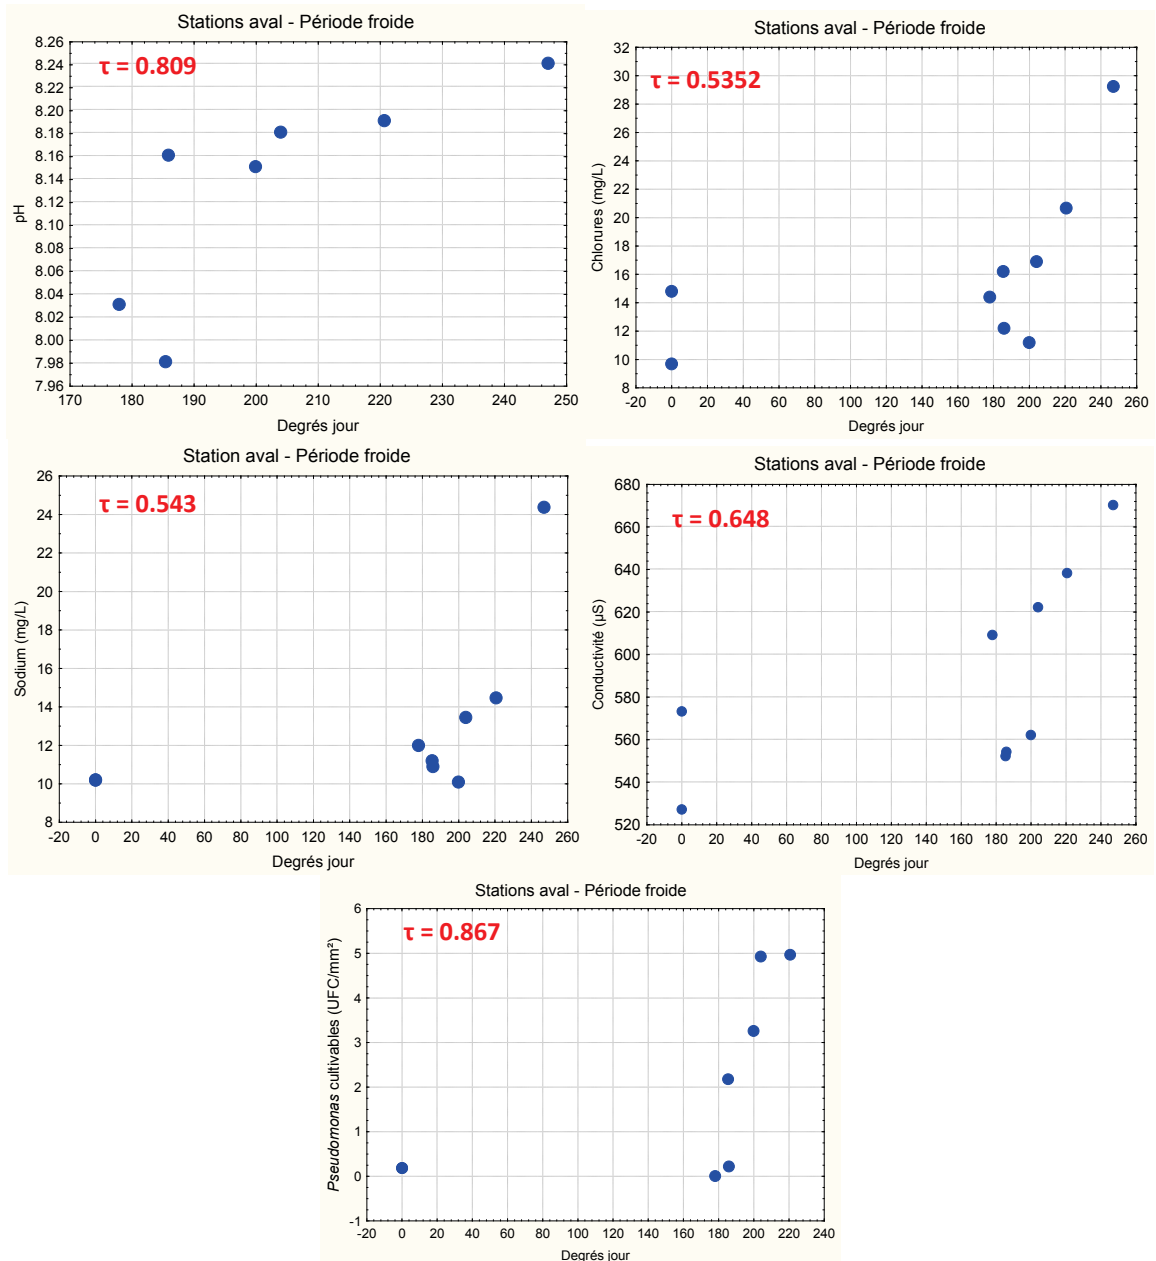 Stations aval - Période froide
τ = 0.809
pH
8.26
8.24
8.22
8.20
8.18
8.16
8.14
8.12
8.10
8.08
8.06
8.04
8.02
8.00
7.98
7.96
170 180 190 200 210 220 230 240 250
Degrés jour
Stations aval - Période froide
τ = 0.5352
Chlorures (mg/L)
32
30
28
26
24
22
20
18
16
14
12
10
8
-20 0 20 40 60 80 100 120 140 160 180 200 220 240 260
Degrés jour
Station aval - Période froide
τ = 0.543
Sodium (mg/L)
26
24
22
20
18
16
14
12
10
8
-20 0 20 40 60 80 100 120 140 160 180 200 220 240 260
Degrés jour
Stations aval - Période froide
τ = 0.648
Conductivité (µS)
680
660
640
620
600
580
560
540
520
-20 0 20 40 60 80 100 120 140 160 180 200 220 240 260
Degrés jour
Stations aval - Période froide
τ = 0.867
Pseudomonas cultivables (UFC/mm²)
6
5
4
3
2
1
0
-1
-20 0 20 40 60 80 100 120 140 160 180 200 220 240
Degrés jour